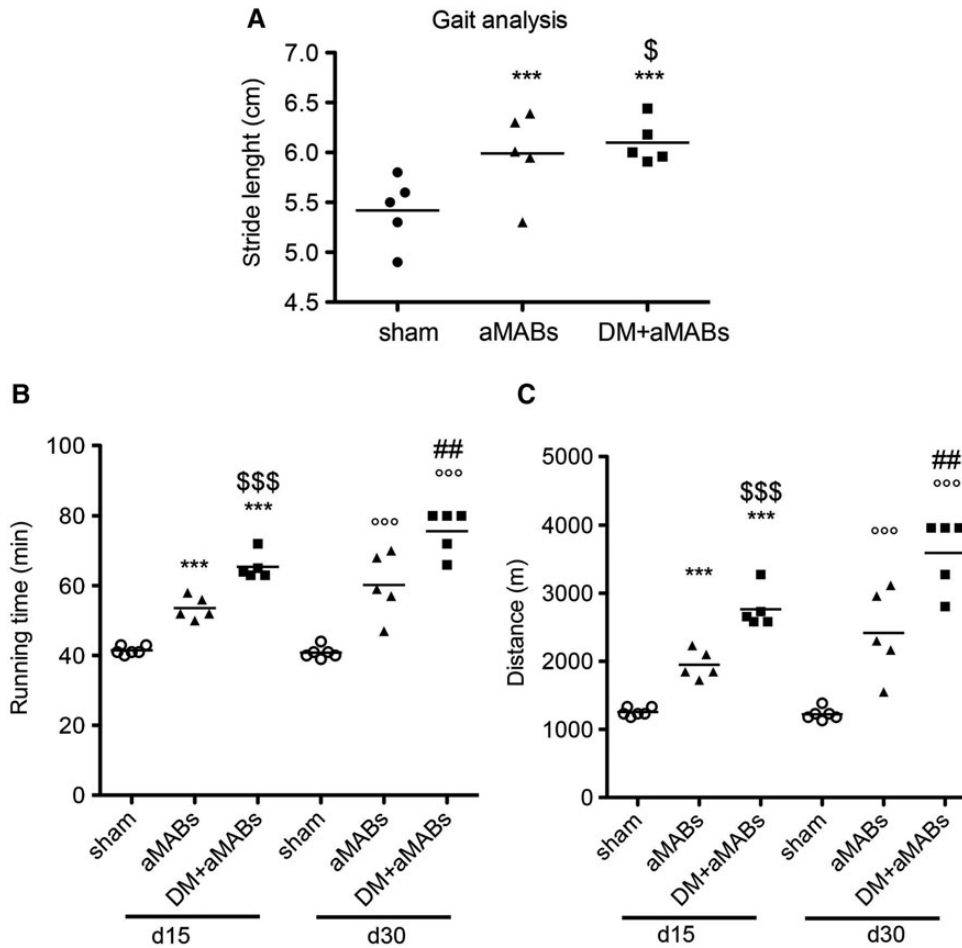 A
Gait analysis
Stride lenght (cm)
7.0
6.5
6.0
5.5
5.0
4.5
***
$
***
sham
aMABs
DM+aMABs
B
Running time (min)
100
80
60
40
20
0
***
$$$
***
°°°
##
°°°
sham
aMABs
DM+aMABs
sham
aMABs
DM+aMABs
d15
d30
C
Distance (m)
5000
4000
3000
2000
1000
0
***
$$$
***
°°°
##
°°°
sham
aMABs
DM+aMABs
sham
aMABs
DM+aMABs
d15
d30